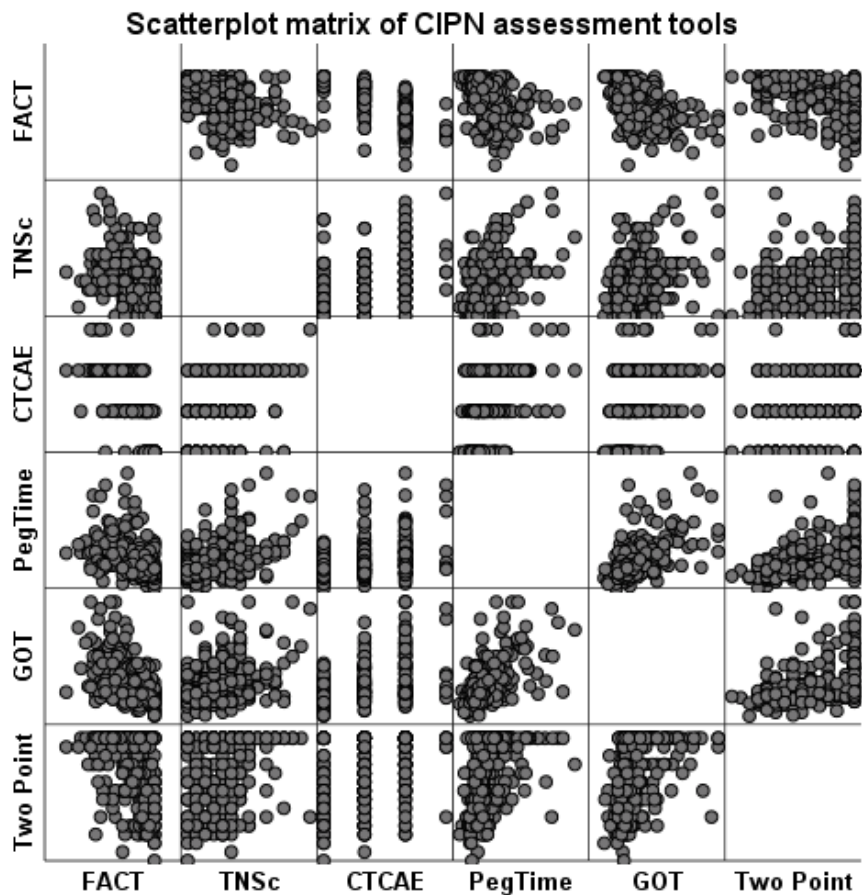 Scatterplot matrix of CIPN assessment tools
FACT
TNSc
CTCAE
PegTime
GOT
Two Point
FACT TNSc CTCAE PegTime GOT Two Point